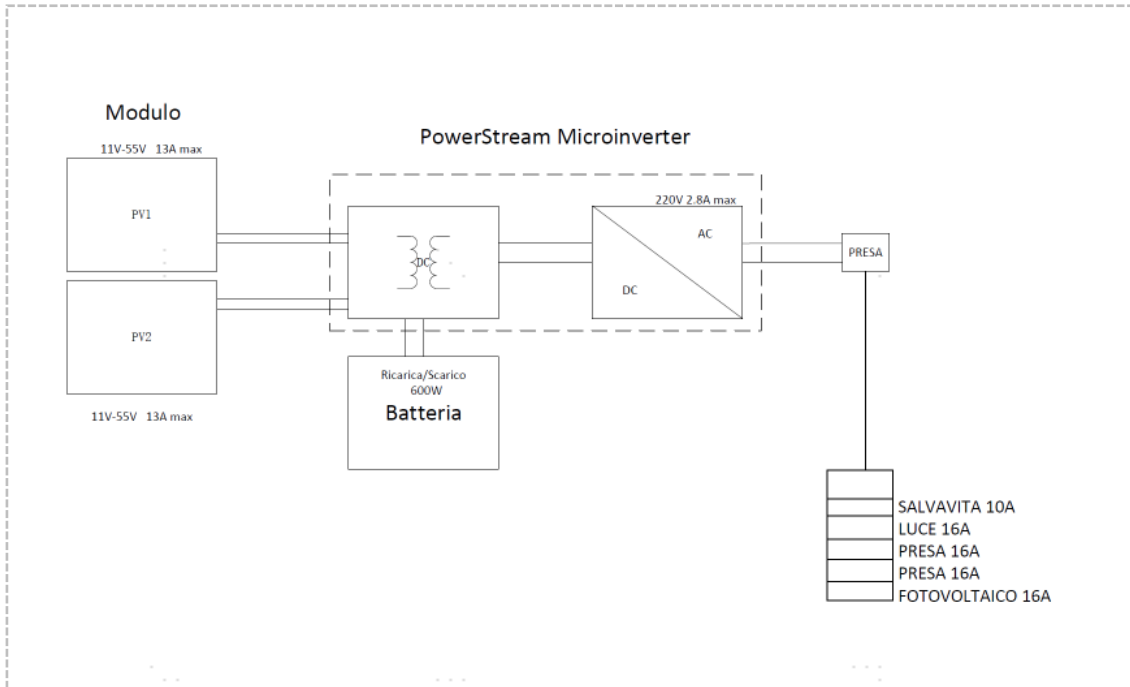 Modulo
11V-55V   13A max
PV1
PV2
11V-55V   13A max
PowerStream Microinverter
DC
Ricarica/Scarico
600W
Batteria
220V 2.8A max
AC
DC
PRESA
SALVAVITA 10A
LUCE 16A
PRESA 16A
PRESA 16A
FOTOVOLTAICO 16A